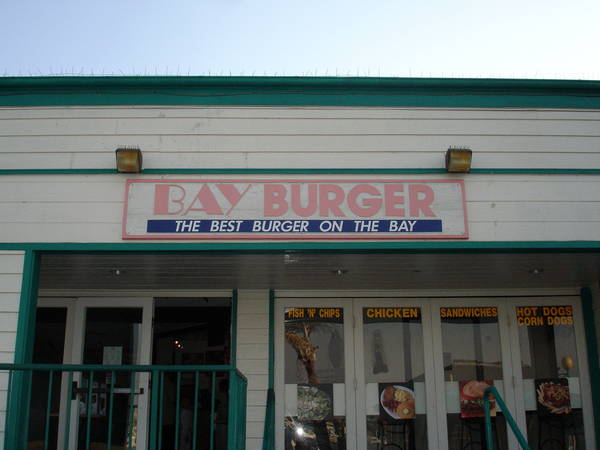 BAY BURGER
THE BEST BURGER ON THE BAY
FISH 'N' CHIPS
CHICKEN
SANDWICHES
HOT DOGS
CORN DOGS